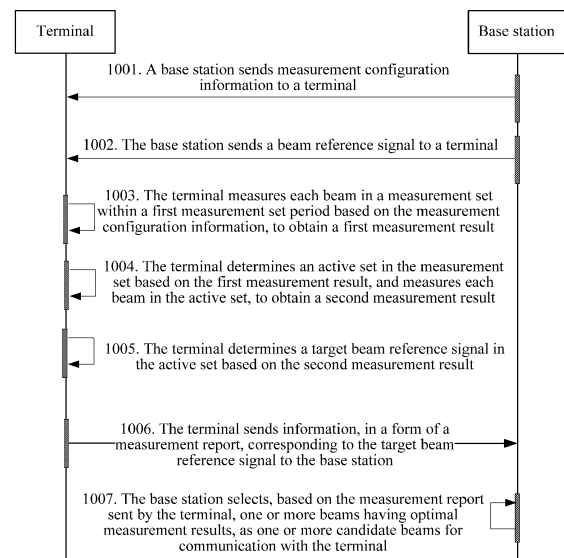 Terminal
Base station
1001. A base station sends measurement configuration
information to a terminal
1002. The base station sends a beam reference signal to a terminal
1003. The terminal measures each beam in a measurement set
within a first measurement set period based on the measurement
configuration information, to obtain a first measurement result
1004. The terminal determines an active set in the measurement
set based on the first measurement result, and measures each
beam in the active set, to obtain a second measurement result
1005. The terminal determines a target beam reference signal in
the active set based on the second measurement result
1006. The terminal sends information, in a form of a
measurement report, corresponding to the target beam
reference signal to the base station
1007. The base station selects, based on the measurement report
sent by the terminal, one or more beams having optimal
measurement results, as one or more candidate beams for
communication with the terminal